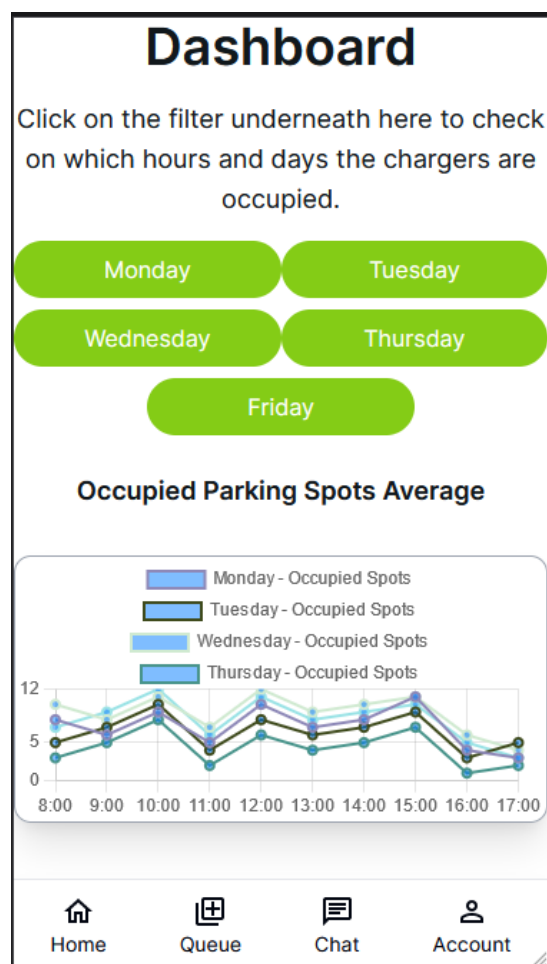 Dashboard
Click on the filter underneath here to check
on which hours and days the chargers are
occupied.
Monday Tuesday
Wednesday Thursday
Friday
Occupied Parking Spots Average
Monday - Occupied Spots
Tuesday - Occupied Spots
Wednesday - Occupied Spots
Thursday - Occupied Spots
12
5
0
8:00 9:00 10:00 11:00 12:00 13:00 14:00 15:00 16:00 17:00
Home Queue Chat Account